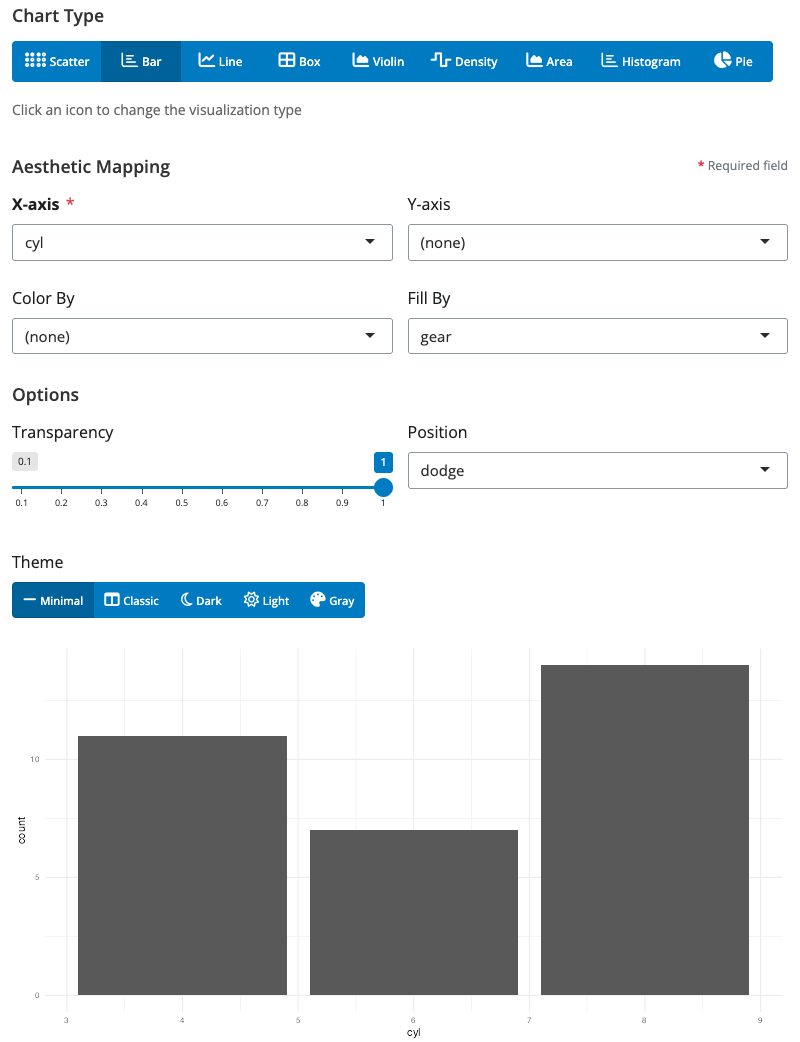 Chart Type
Scatter Bar Line Box Violin Density Area Histogram Pie
Click an icon to change the visualization type
Aesthetic Mapping * Required field
X-axis * Y-axis
cyl (none)
Color By Fill By
(none) gear
Options
Transparency Position
0.1 1 dodge
0.1 0.2 0.3 0.4 0.5 0.6 0.7 0.8 0.9 1
Theme
Minimal Classic Dark Light Gray
10
count
5
0
3 4 5 6 7 8 9
cyl